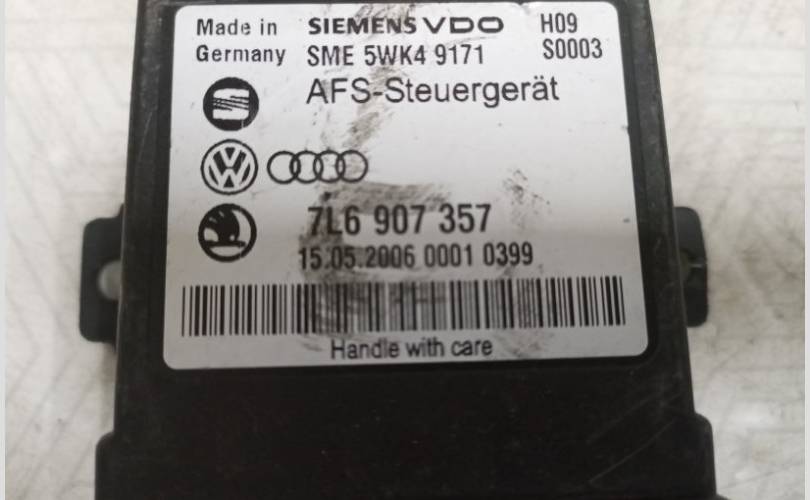 Made in SIEMENS VDO H09
Germany SME 5WK4 9171 S0003
AFS-Steuergerät
7L6 907 357
15.05.2006 0001 0399
Handle with care